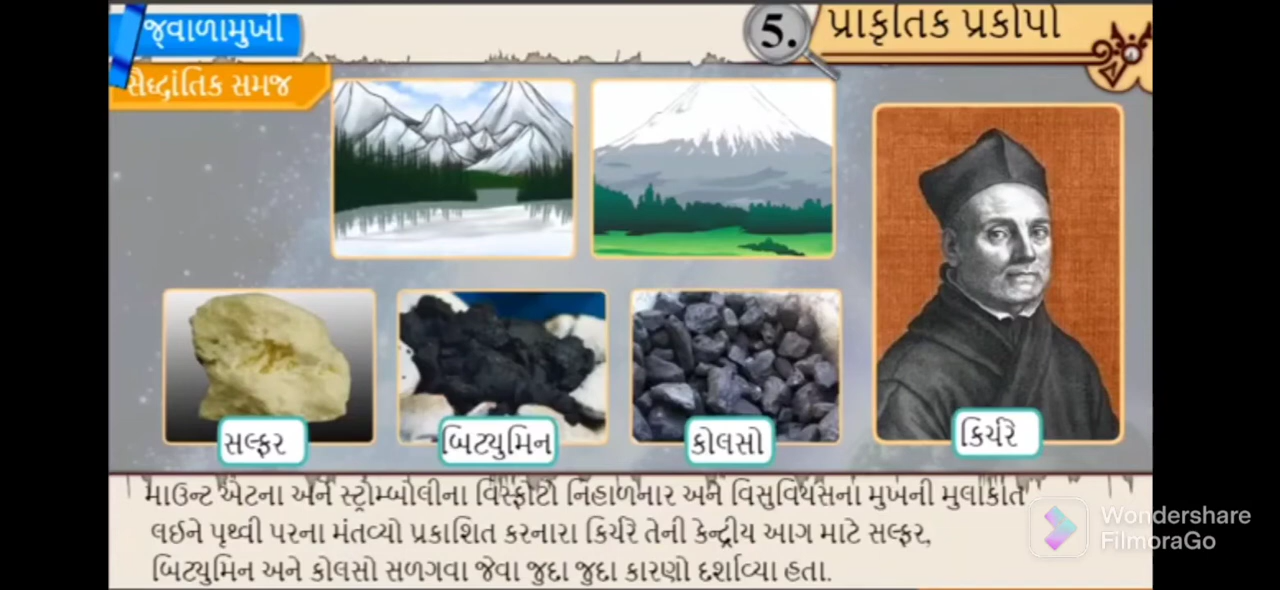 જ્વાળામુખી
5.
પ્રાકૃતિક પ્રકોપો
સૈદ્ધાંતિક સમજ
સલ્ફર
બિટ્યુમિન
કોલસો
કિર્ચરે
માઉન્ટ એટના અને સ્ટ્રોમ્બોલીના વિસ્ફોટો નિહાળનાર અને વિસુવિયસના મુખની મુલાકાત
લઈને પૃથ્વી પરના મંતવ્યો પ્રકાશિત કરનારા કિર્ચરે તેની કેન્દ્રીય આગ માટે સલ્ફર,
બિટ્યુમિન અને કોલસો સળગવા જેવા જુદા જુદા કારણો દર્શાવ્યા હતા.
Wondershare
FilmoraGo